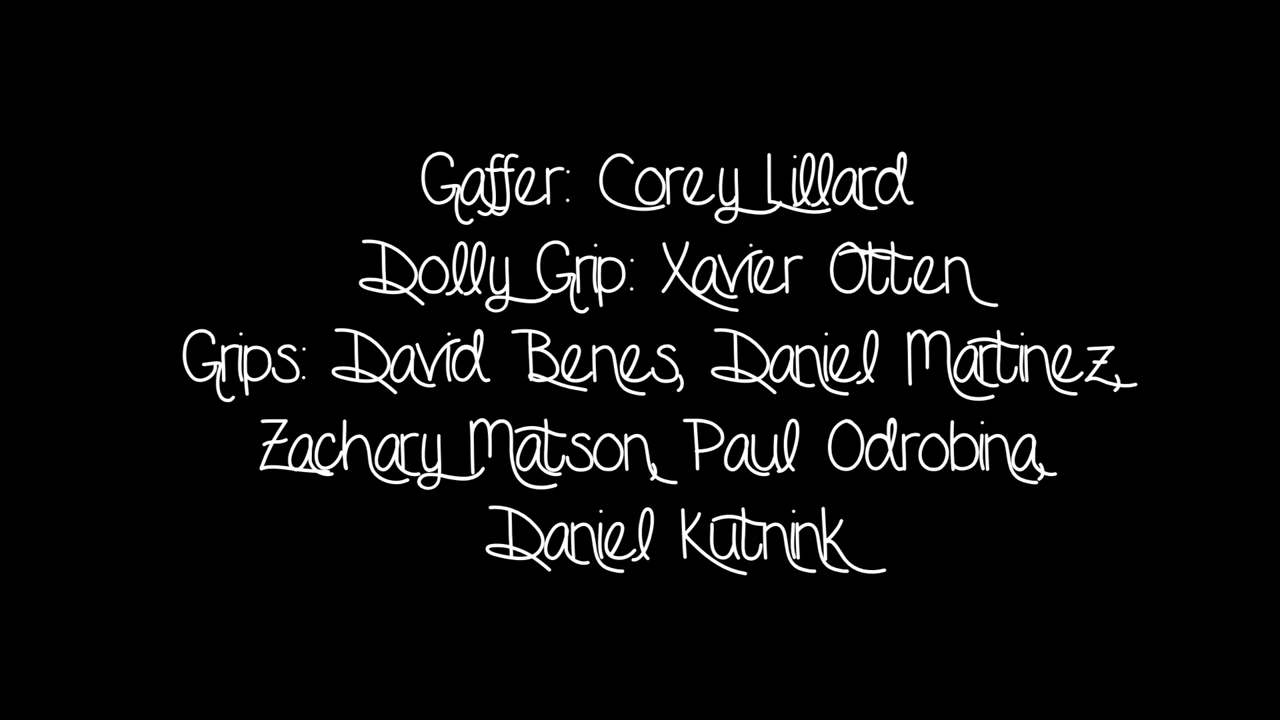 Gaffer: Corey Lillard
Dolly Grip: Xavier Otten
Grips: David Benes, Daniel Martinez,
Zachary Matson, Paul Odrobina,
Daniel Kutnink